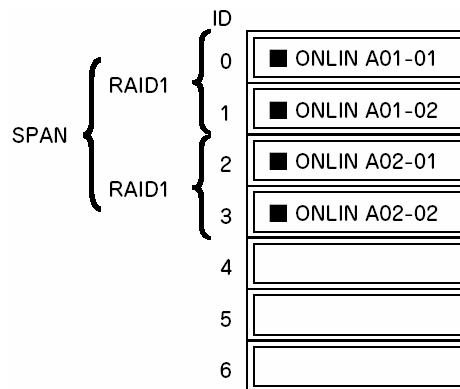 ID
0 ONLIN A01-01
RAID1
1 ONLIN A01-02
SPAN
2 ONLIN A02-01
RAID1
3 ONLIN A02-02
4
5
6